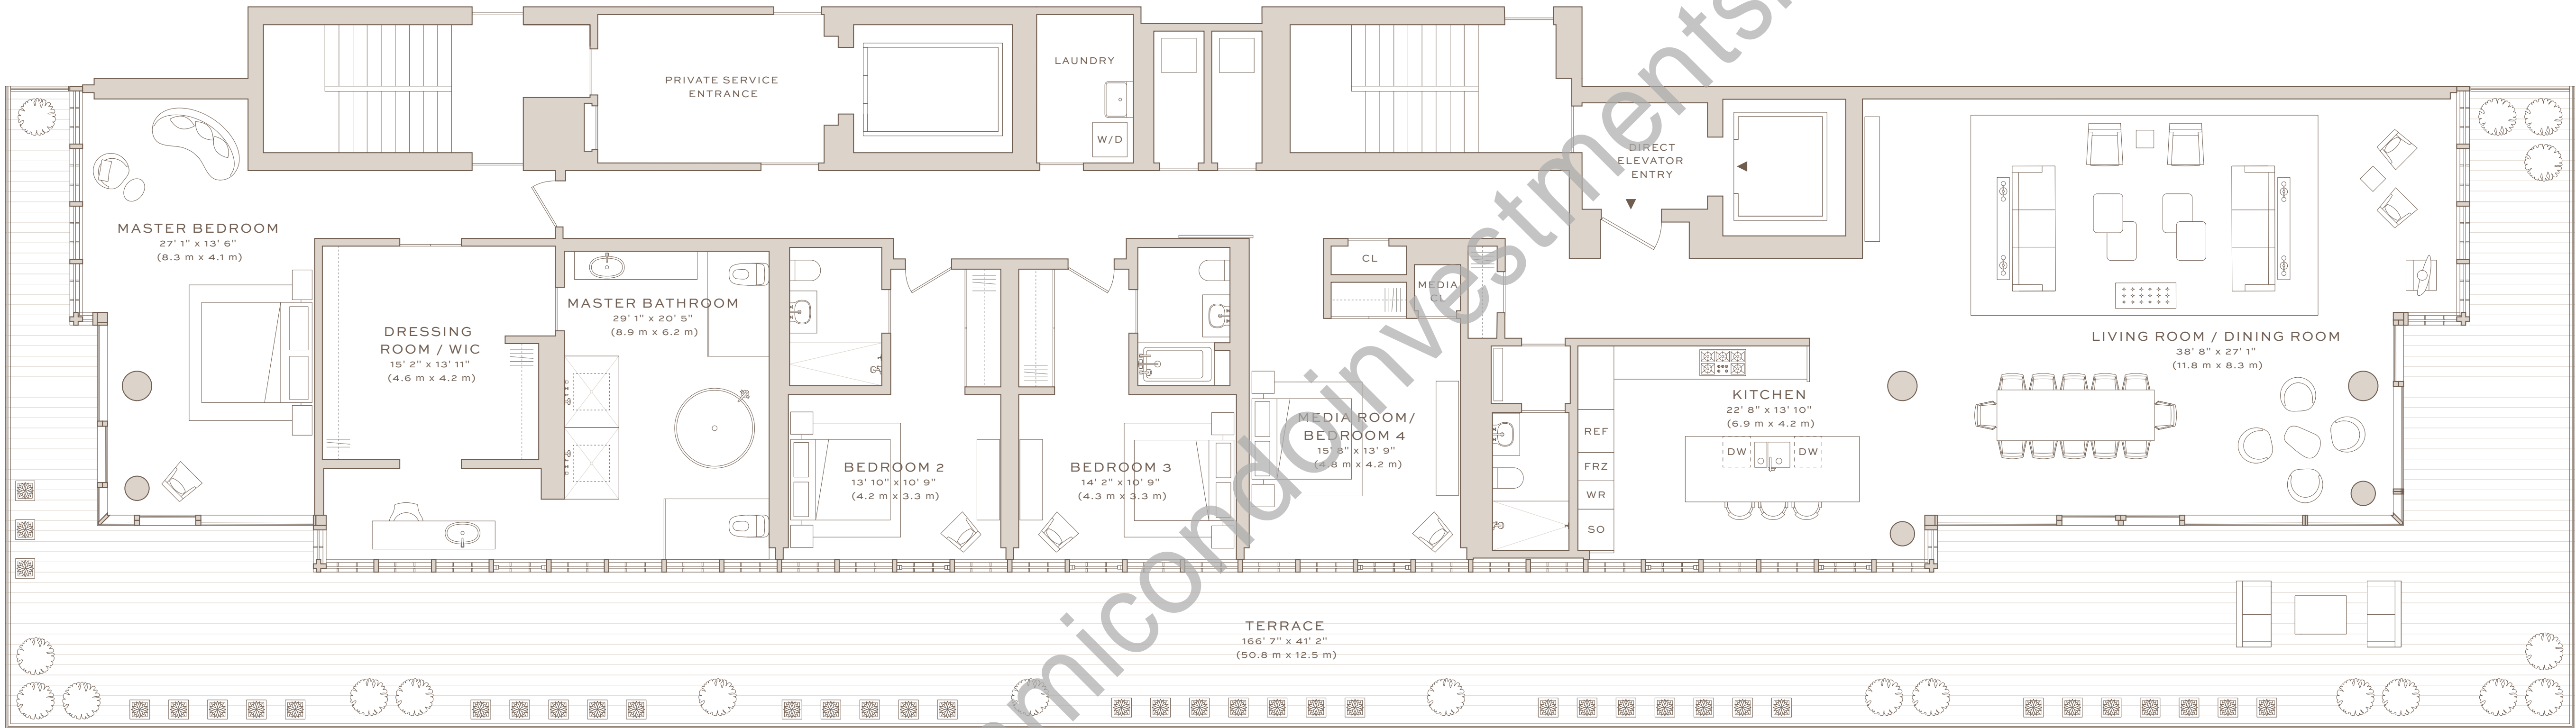 PRIVATE SERVICE
ENTRANCE
LAUNDRY
W/D
DIRECT
ELEVATOR
ENTRY
MASTER BEDROOM
27' 1" x 13' 6"
(8.3 m x 4.1 m)
DRESSING
ROOM / WIC
15' 2" x 13' 11"
(4.6 m x 4.2 m)
MASTER BATHROOM
29' 1" x 20' 5"
(8.9 m x 6.2 m)
BEDROOM 2
13' 10" x 10' 9"
(4.2 m x 3.3 m)
BEDROOM 3
14' 2" x 10' 9"
(4.3 m x 3.3 m)
CL
MEDIA
CL
MEDIA ROOM/
BEDROOM 4
15' 8" x 13' 9"
(4.8 m x 4.2 m)
KITCHEN
22' 8" x 13' 10"
(6.9 m x 4.2 m)
REF
FRZ
WR
SO
DW
DW
LIVING ROOM / DINING ROOM
38' 8" x 27' 1"
(11.8 m x 8.3 m)
TERRACE
166' 7" x 41' 2"
(50.8 m x 12.5 m)
micondoinvestments